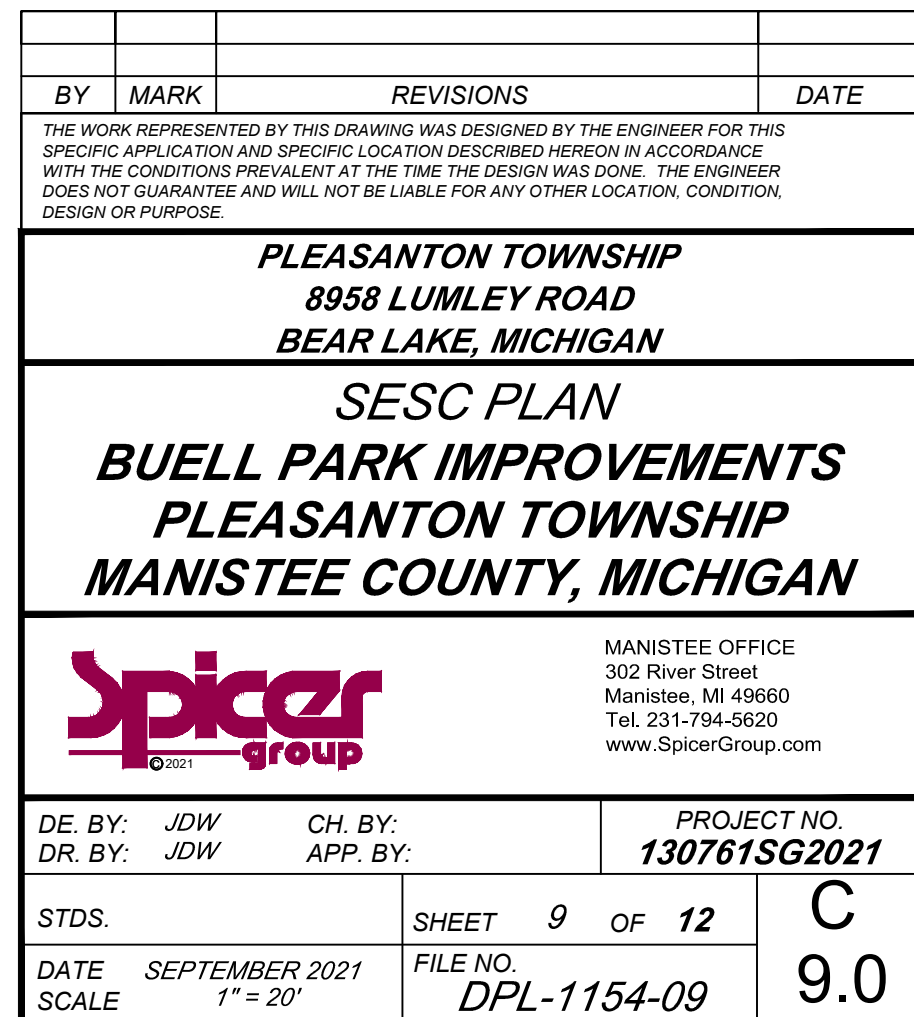 BY MARK REVISIONS DATE
THE WORK REPRESENTED BY THIS DRAWING WAS DESIGNED BY THE ENGINEER FOR THIS
SPECIFIC APPLICATION AND SPECIFIC LOCATION DESCRIBED HEREON IN ACCORDANCE
WITH THE CONDITIONS PREVALENT AT THE TIME THE DESIGN WAS DONE. THE ENGINEER
DOES NOT GUARANTEE AND WILL NOT BE LIABLE FOR ANY OTHER LOCATION, CONDITION,
DESIGN OR PURPOSE.
PLEASANTON TOWNSHIP
8958 LUMLEY ROAD
BEAR LAKE, MICHIGAN
SESC PLAN
BUELL PARK IMPROVEMENTS
PLEASANTON TOWNSHIP
MANISTEE COUNTY, MICHIGAN
Spicer
group
©2021
MANISTEE OFFICE
302 River Street
Manistee, MI 49660
Tel. 231-794-5620
www.SpicerGroup.com
DE. BY: JDW CH. BY:
DR. BY: JDW APP. BY:
PROJECT NO.
130761SG2021
STDS.
SHEET 9 OF 12
DATE SEPTEMBER 2021
SCALE 1" = 20'
FILE NO.
DPL-1154-09
C
9.0